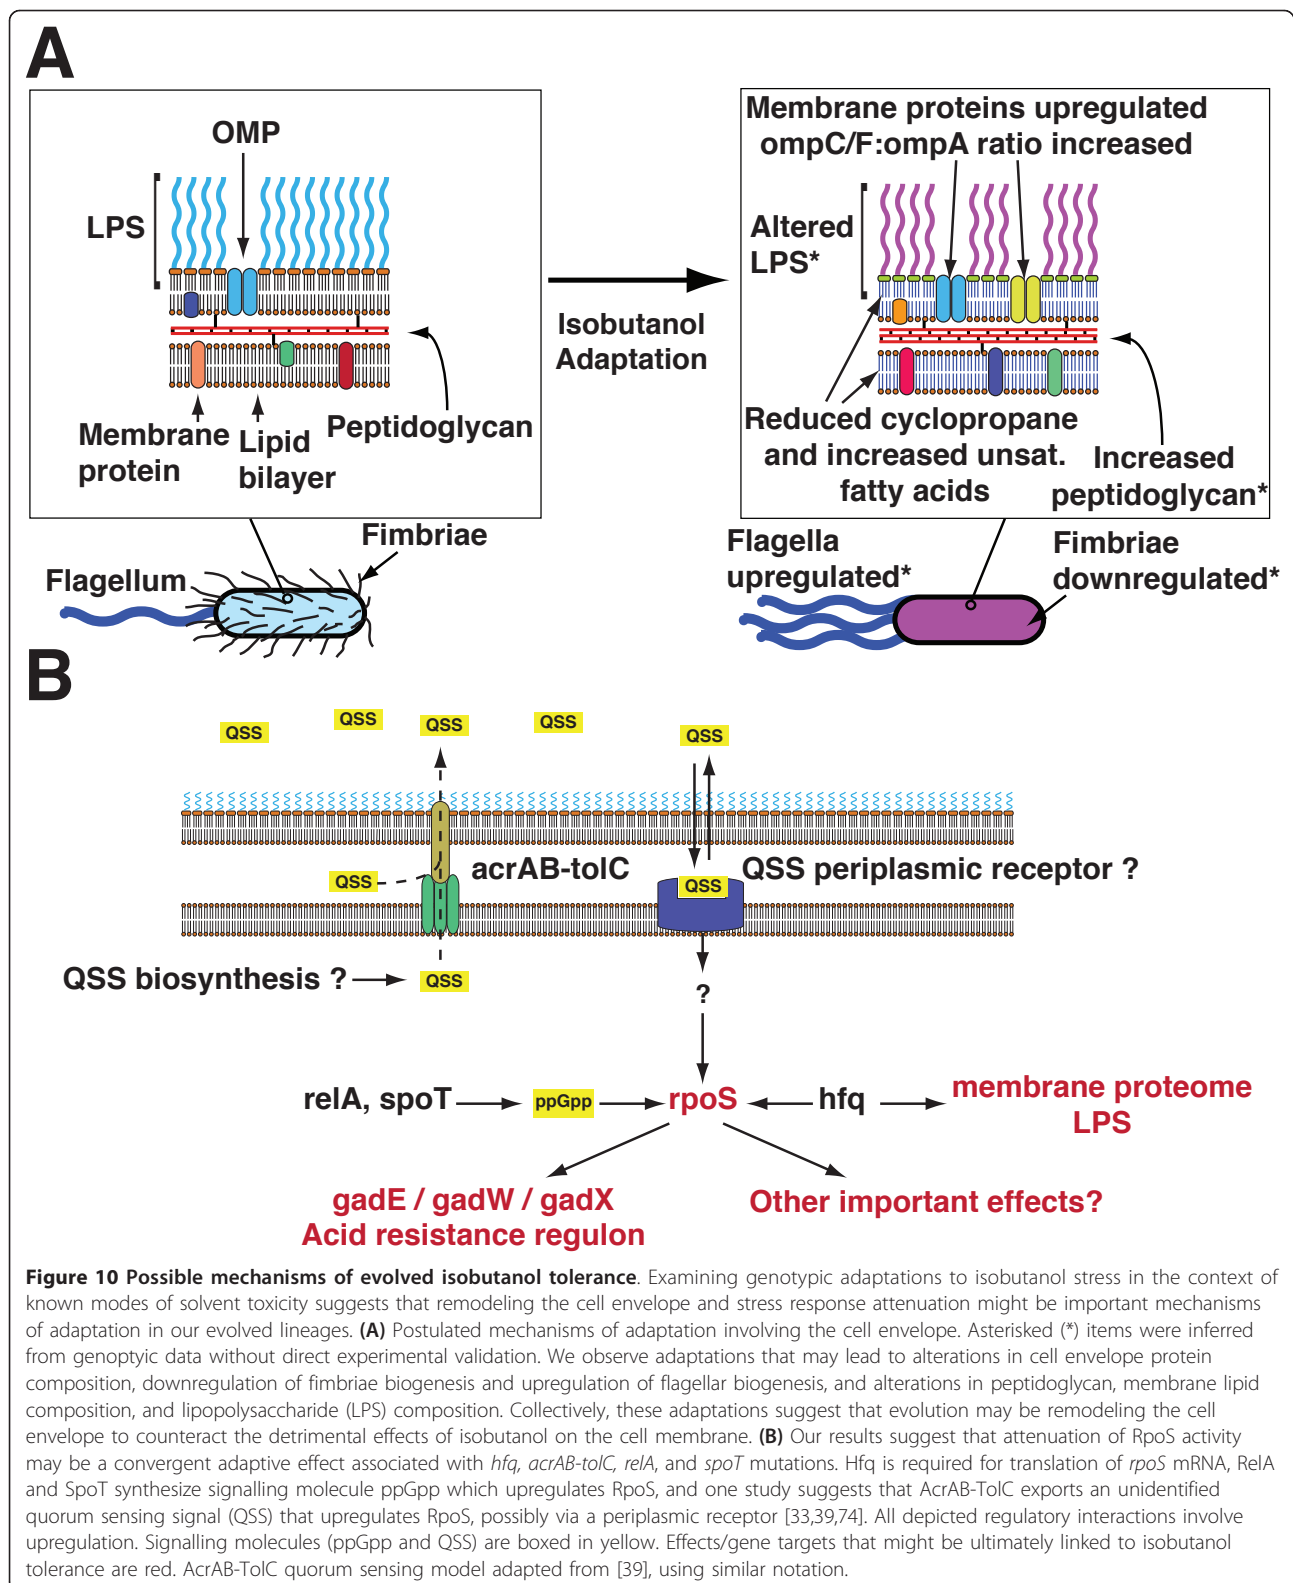 A
OMP
LPS
Membrane
protein
Lipid
bilayer
Peptidoglycan
Fimbriae
Flagellum
Isobutanol
Adaptation
Membrane proteins upregulated
ompC/F:ompA ratio increased
Altered
LPS*
Reduced cyclopropane
and increased unsat.
fatty acids
Increased
peptidoglycan*
Flagella
upregulated*
Fimbriae
downregulated*
B
QSS
QSS
QSS
QSS
QSS
QSS
acrAB-tolC
QSS
QSS periplasmic receptor ?
QSS biosynthesis ?
QSS
?
relA, spoT
ppGpp
rpoS
hfq
membrane proteome
LPS
gadE / gadW / gadX
Acid resistance regulon
Other important effects?
Figure 10 Possible mechanisms of evolved isobutanol tolerance. Examining genotypic adaptations to isobutanol stress in the context of
known modes of solvent toxicity suggests that remodeling the cell envelope and stress response attenuation might be important mechanisms
of adaptation in our evolved lineages. (A) Postulated mechanisms of adaptation involving the cell envelope. Asterisked (*) items were inferred
from genoptyic data without direct experimental validation. We observe adaptations that may lead to alterations in cell envelope protein
composition, downregulation of fimbriae biogenesis and upregulation of flagellar biogenesis, and alterations in peptidoglycan, membrane lipid
composition, and lipopolysaccharide (LPS) composition. Collectively, these adaptations suggest that evolution may be remodeling the cell
envelope to counteract the detrimental effects of isobutanol on the cell membrane. (B) Our results suggest that attenuation of RpoS activity
may be a convergent adaptive effect associated with hfq, acrAB-tolC, relA, and spoT mutations. Hfq is required for translation of rpoS mRNA, RelA
and SpoT synthesize signalling molecule ppGpp which upregulates RpoS, and one study suggests that AcrAB-TolC exports an unidentified
quorum sensing signal (QSS) that upregulates RpoS, possibly via a periplasmic receptor [33,39,74]. All depicted regulatory interactions involve
upregulation. Signalling molecules (ppGpp and QSS) are boxed in yellow. Effects/gene targets that might be ultimately linked to isobutanol
tolerance are red. AcrAB-TolC quorum sensing model adapted from [39], using similar notation.